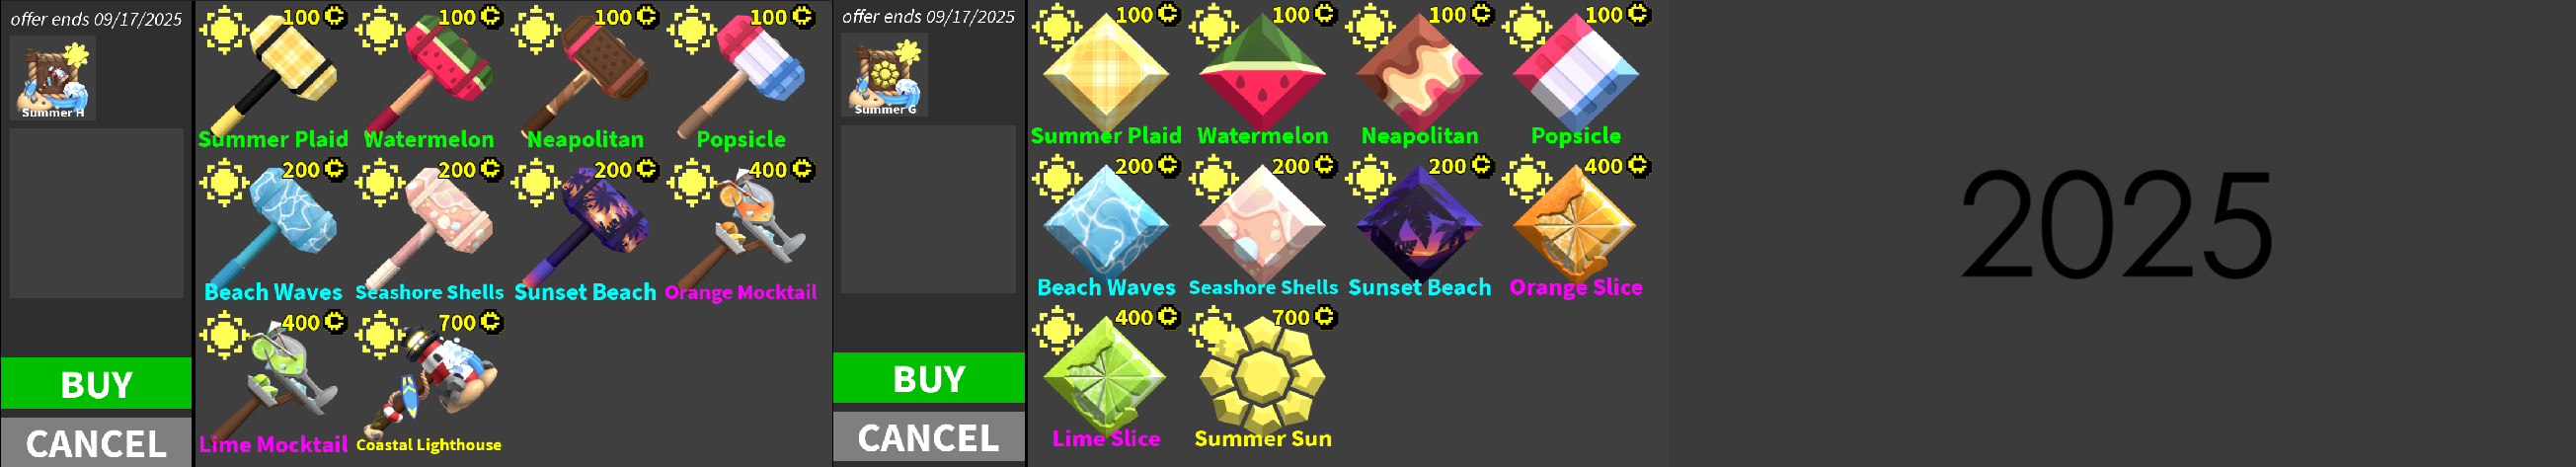 offer ends 09/17/2025
Summer H
BUY
CANCEL
100 100 100 100
Summer Plaid Watermelon Neapolitan Popsicle
200 200 200 400
Beach Waves Seashore Shells Sunset Beach Orange Mocktail
400 700
Lime Mocktail Coastal Lighthouse
offer ends 09/17/2025
Summer G
BUY
CANCEL
100 100 100 100
Summer Plaid Watermelon Neapolitan Popsicle
200 200 200 400
Beach Waves Seashore Shells Sunset Beach Orange Slice
400 700
Lime Slice Summer Sun
2025